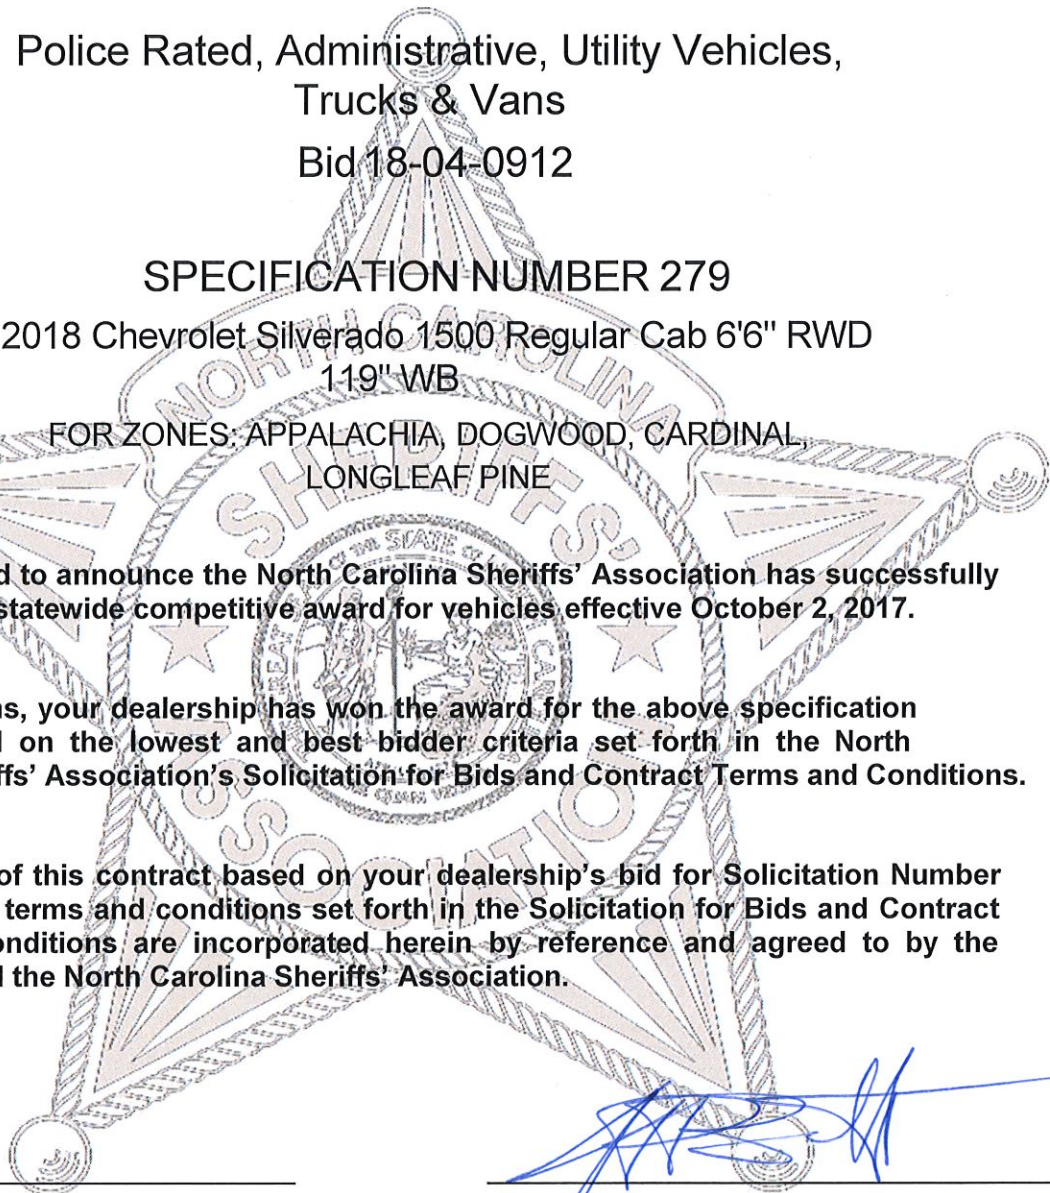 Police Rated, Administrative, Utility Vehicles,
Trucks & Vans
Bid 18-04-0912
SPECIFICATION NUMBER 279
2018 Chevrolet Silverado 1500 Regular Cab 6'6" RWD
119" WB
FOR ZONES: APPALACHIA, DOGWOOD, CARDINAL,
LONGLEAF PINE
NORTH CAROLINA
SHERIFFS'
d to announce the North Carolina Sheriffs’ Association has successfully
statewide competitive award for vehicles effective October 2, 2017.
s, your dealership has won the award for the above specification
on the lowest and best bidder criteria set forth in the North
ffs’ Association’s Solicitation for Bids and Contract Terms and Conditions.
ASSOCIATION
of this contract based on your dealership’s bid for Solicitation Number
terms and conditions set forth in the Solicitation for Bids and Contract
onditions are incorporated herein by reference and agreed to by the
the North Carolina Sheriffs’ Association.